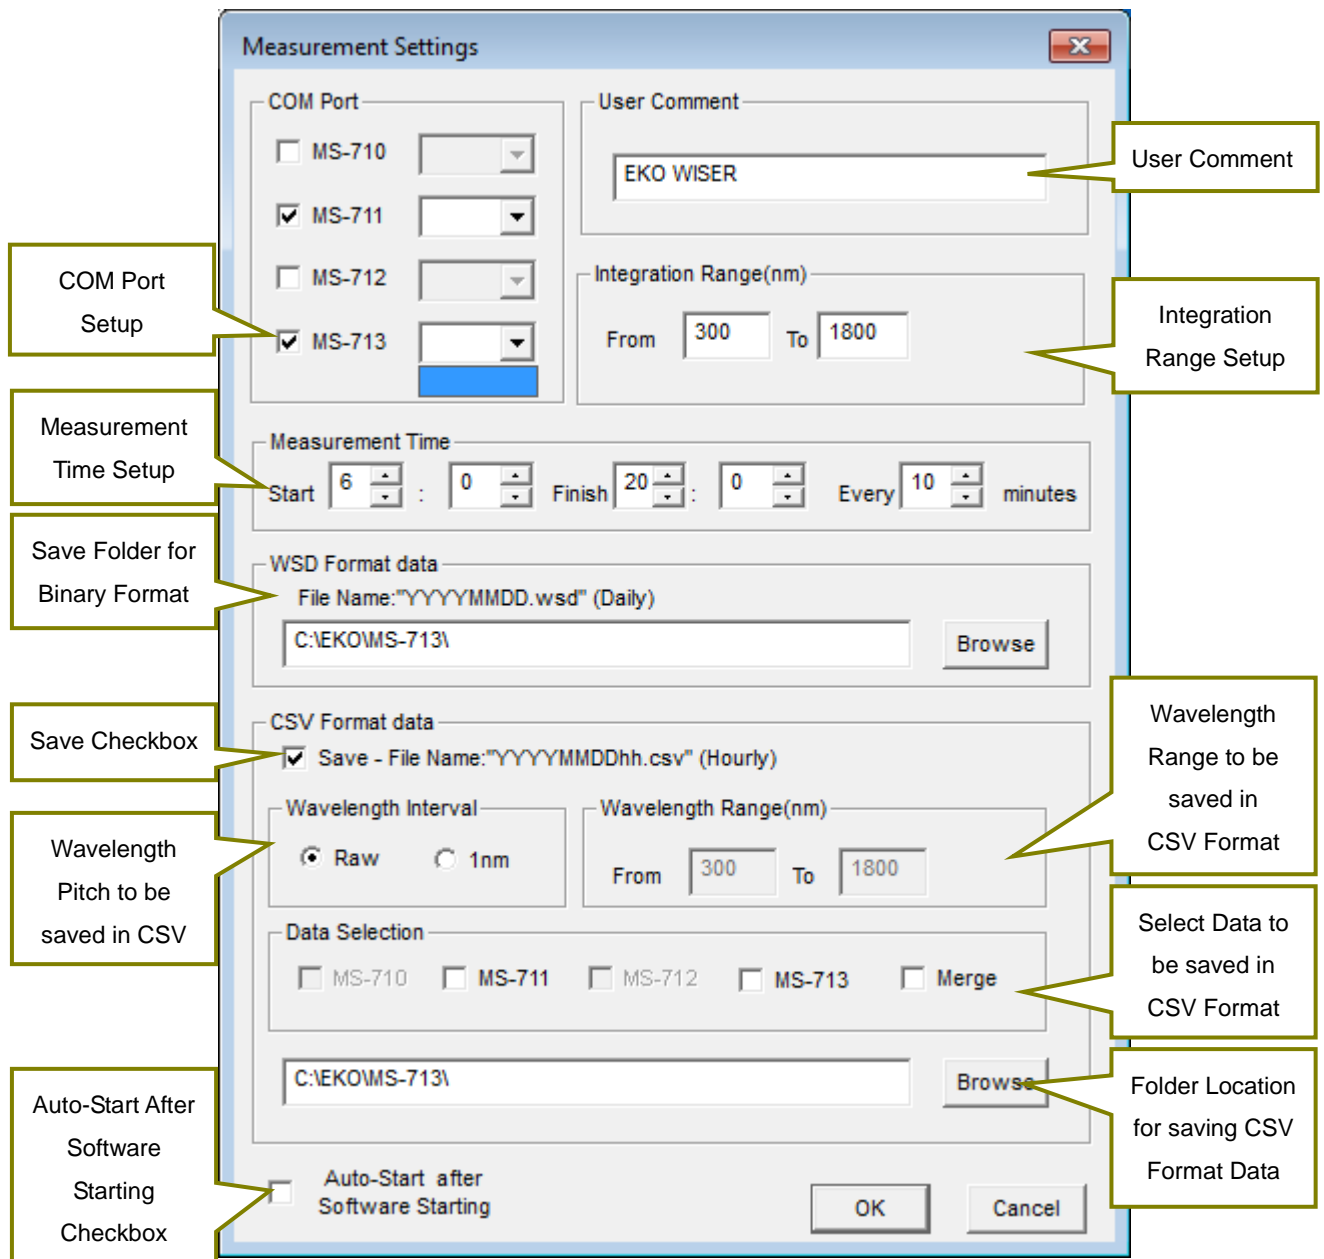 Measurement Settings
COM Port
MS-710
MS-711
MS-712
MS-713
User Comment
EKO WISER
Integration Range(nm)
From 300 To 1800
Measurement Time
Start 6 : 0 Finish 20 : 0 Every 10 minutes
WSD Format data
File Name:"YYYYMMDD.wsd" (Daily)
C:\EKO\MS-713\ Browse
CSV Format data
Save - File Name:"YYYYMMDDhh.csv" (Hourly)
Wavelength Interval
Raw 1nm
Wavelength Range(nm)
From 300 To 1800
Data Selection
MS-710 MS-711 MS-712 MS-713 Merge
C:\EKO\MS-713\ Browse
Auto-Start after
Software Starting
OK Cancel
COM Port
Setup
Measurement
Time Setup
Save Folder for
Binary Format
Save Checkbox
Wavelength
Pitch to be
saved in CSV
Auto-Start After
Software
Starting
Checkbox
User Comment
Integration
Range Setup
Wavelength
Range to be
saved in
CSV Format
Select Data to
be saved in
CSV Format
Folder Location
for saving CSV
Format Data